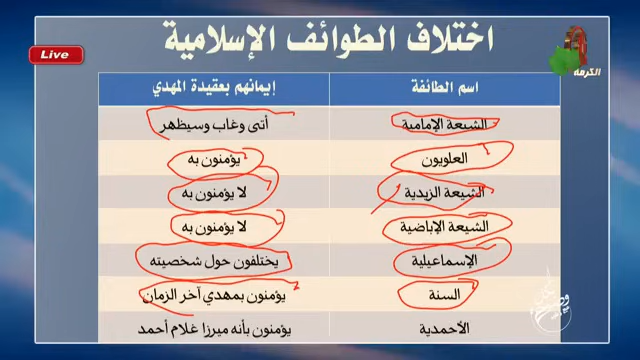 اختلاف الطوائف الإسلامية
Live
الكرمة
اسم الطائفة إيمانهم بعقيدة المهدي
الشيعة الإمامية أتى وغاب وسيظهر
العلويون يؤمنون به
الشيعة الزيدية لا يؤمنون به
الشيعة الإباضية لا يؤمنون به
الإسماعيلية يختلفون حول شخصيته
السنة يؤمنون بمهدي آخر الزمان
الأحمدية يؤمنون بأنه ميرزا غلام أحمد